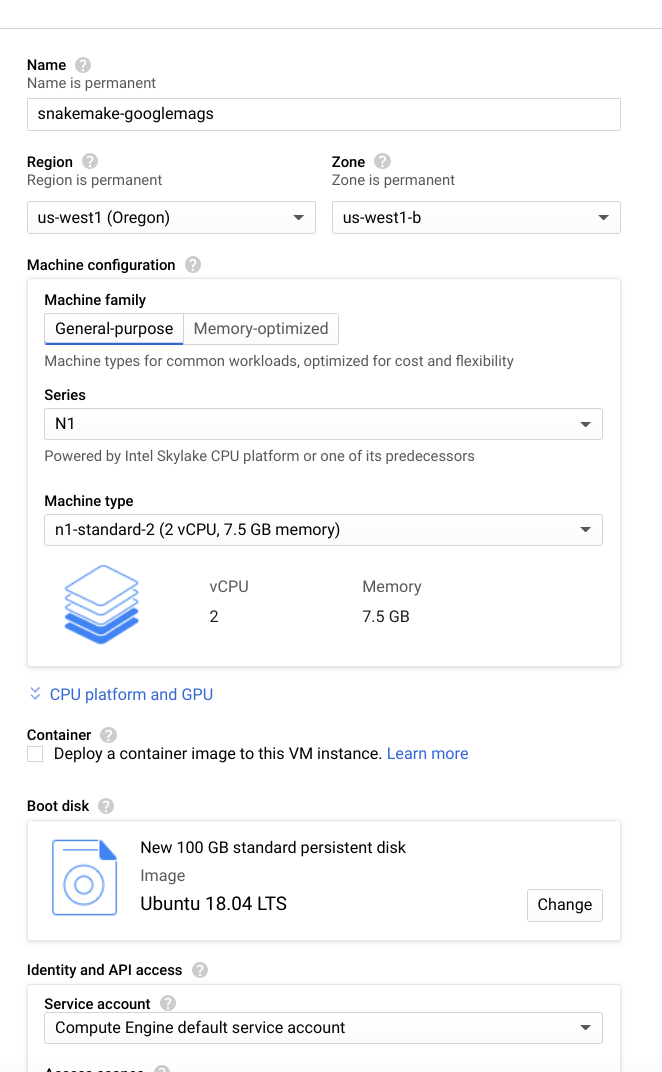 Name
Name is permanent
snakemake-googlemags
Region
Zone
Region is permanent
Zone is permanent
us-west1 (Oregon)
us-west1-b
Machine configuration
Machine family
General-purpose
Memory-optimized
Machine types for common workloads, optimized for cost and flexibility
Series
N1
Powered by Intel Skylake CPU platform or one of its predecessors
Machine type
n1-standard-2 (2 vCPU, 7.5 GB memory)
vCPU
Memory
2
7.5 GB
CPU platform and GPU
Container
Deploy a container image to this VM instance. Learn more
Boot disk
New 100 GB standard persistent disk
Image
Ubuntu 18.04 LTS
Change
Identity and API access
Service account
Compute Engine default service account
Access scopes